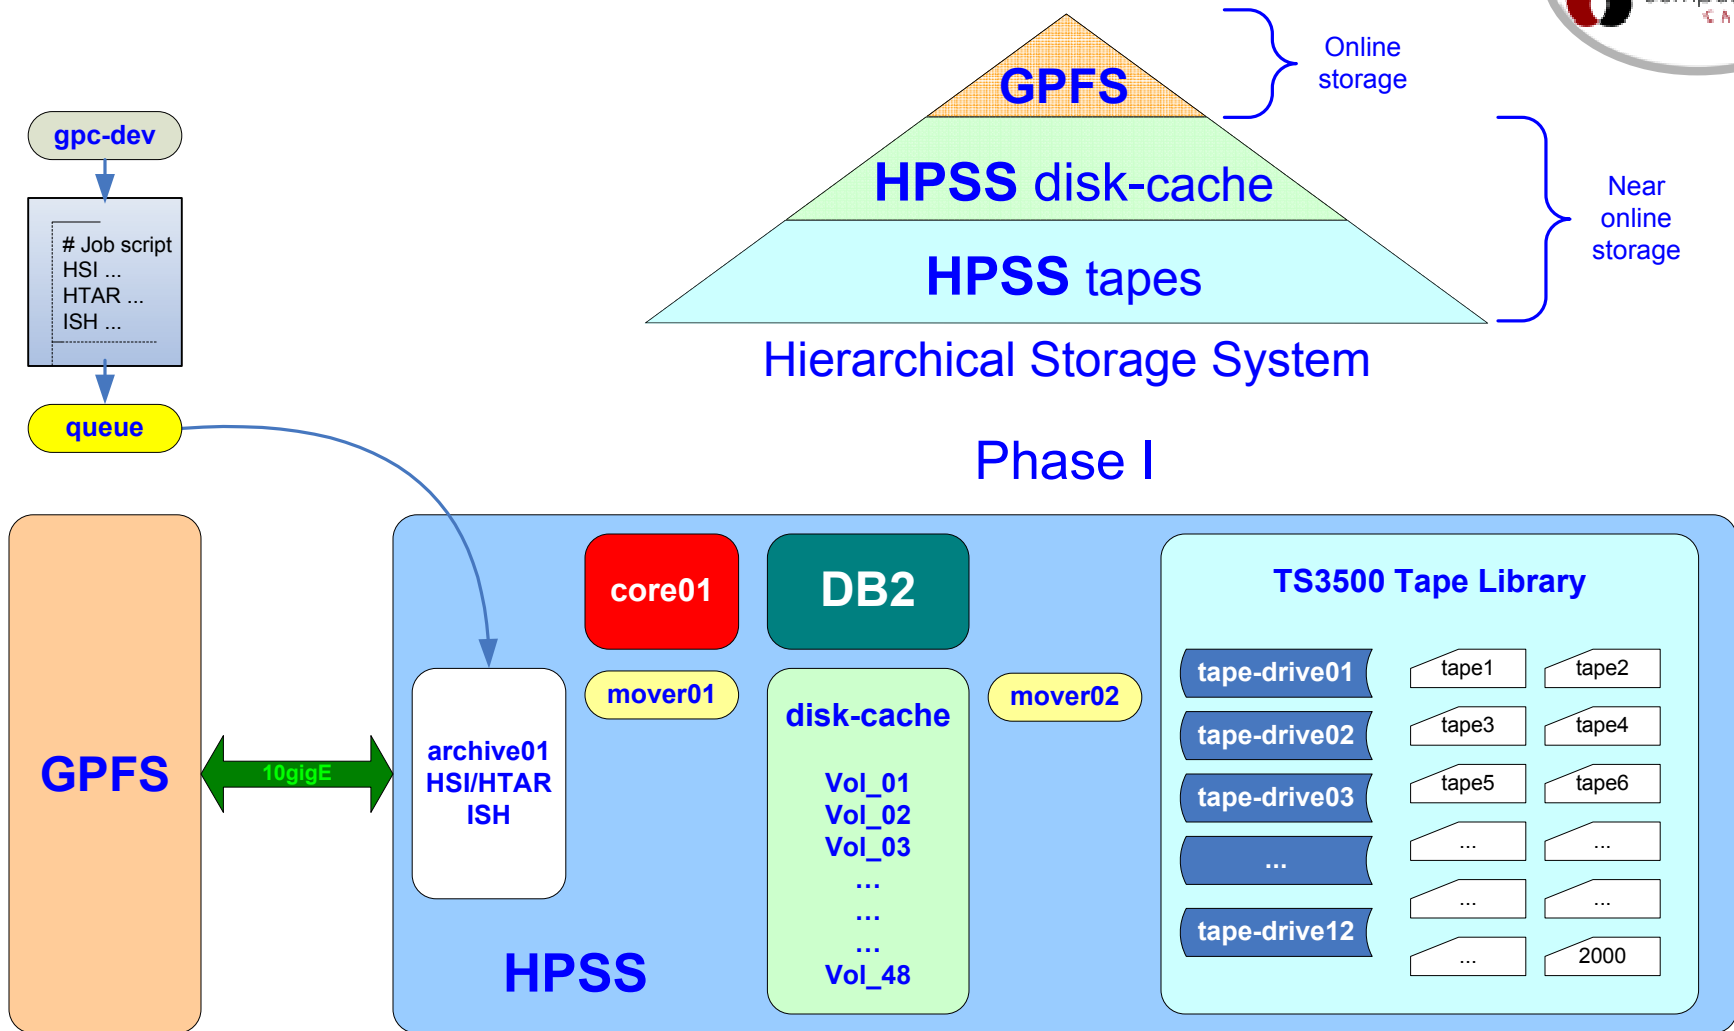 GPFS
HPSS disk-cache
HPSS tapes
Online
storage
Near
online
storage
Hierarchical Storage System
Phase I
gpc-dev
# Job script
HSI ...
HTAR ...
ISH ...
queue
GPFS
10gigE
archive01
HSI/HTAR
ISH
HPSS
core01
mover01
DB2
disk-cache
Vol_01
Vol_02
Vol_03
...
...
...
Vol_48
mover02
TS3500 Tape Library
tape-drive01
tape-drive02
tape-drive03
...
tape-drive12
tape1
tape2
tape3
tape4
tape5
tape6
...
...
...
...
...
2000